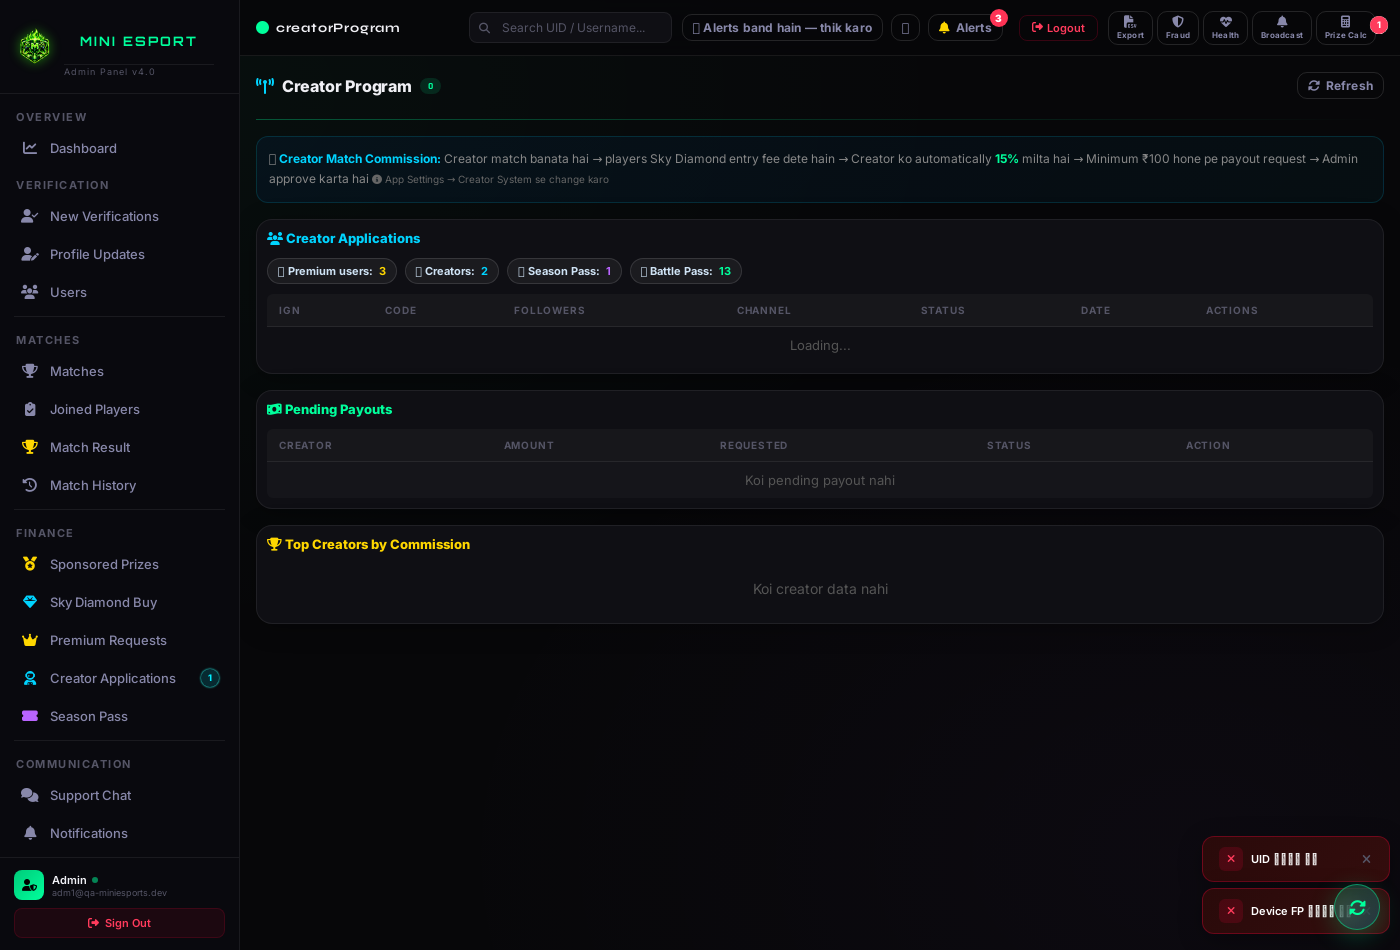 MINI ESPORT
Admin Panel v4.0
OVERVIEW
Dashboard
VERIFICATION
New Verifications
Profile Updates
Users
MATCHES
Matches
Joined Players
Match Result
Match History
FINANCE
Sponsored Prizes
Sky Diamond Buy
Premium Requests
Creator Applications 1
Season Pass
COMMUNICATION
Support Chat
Notifications
Admin
adm1@qa-miniesports.dev
Sign Out
creatorProgram
Search UID / Username...
Alerts band hain — thik karo
Alerts 3
Logout
Export
Fraud
Health
Broadcast
Prize Calc 1
Creator Program 0
Refresh
Creator Match Commission: Creator match banata hai → players Sky Diamond entry fee dete hain → Creator ko automatically 15% milta hai → Minimum ₹100 hone pe payout request → Admin
approve karta hai App Settings → Creator System se change karo
Creator Applications
Premium users: 3 Creators: 2 Season Pass: 1 Battle Pass: 13
IGN CODE FOLLOWERS CHANNEL STATUS DATE ACTIONS
Loading...
Pending Payouts
CREATOR AMOUNT REQUESTED STATUS ACTION
Koi pending payout nahi
Top Creators by Commission
Koi creator data nahi
UID
Device FP